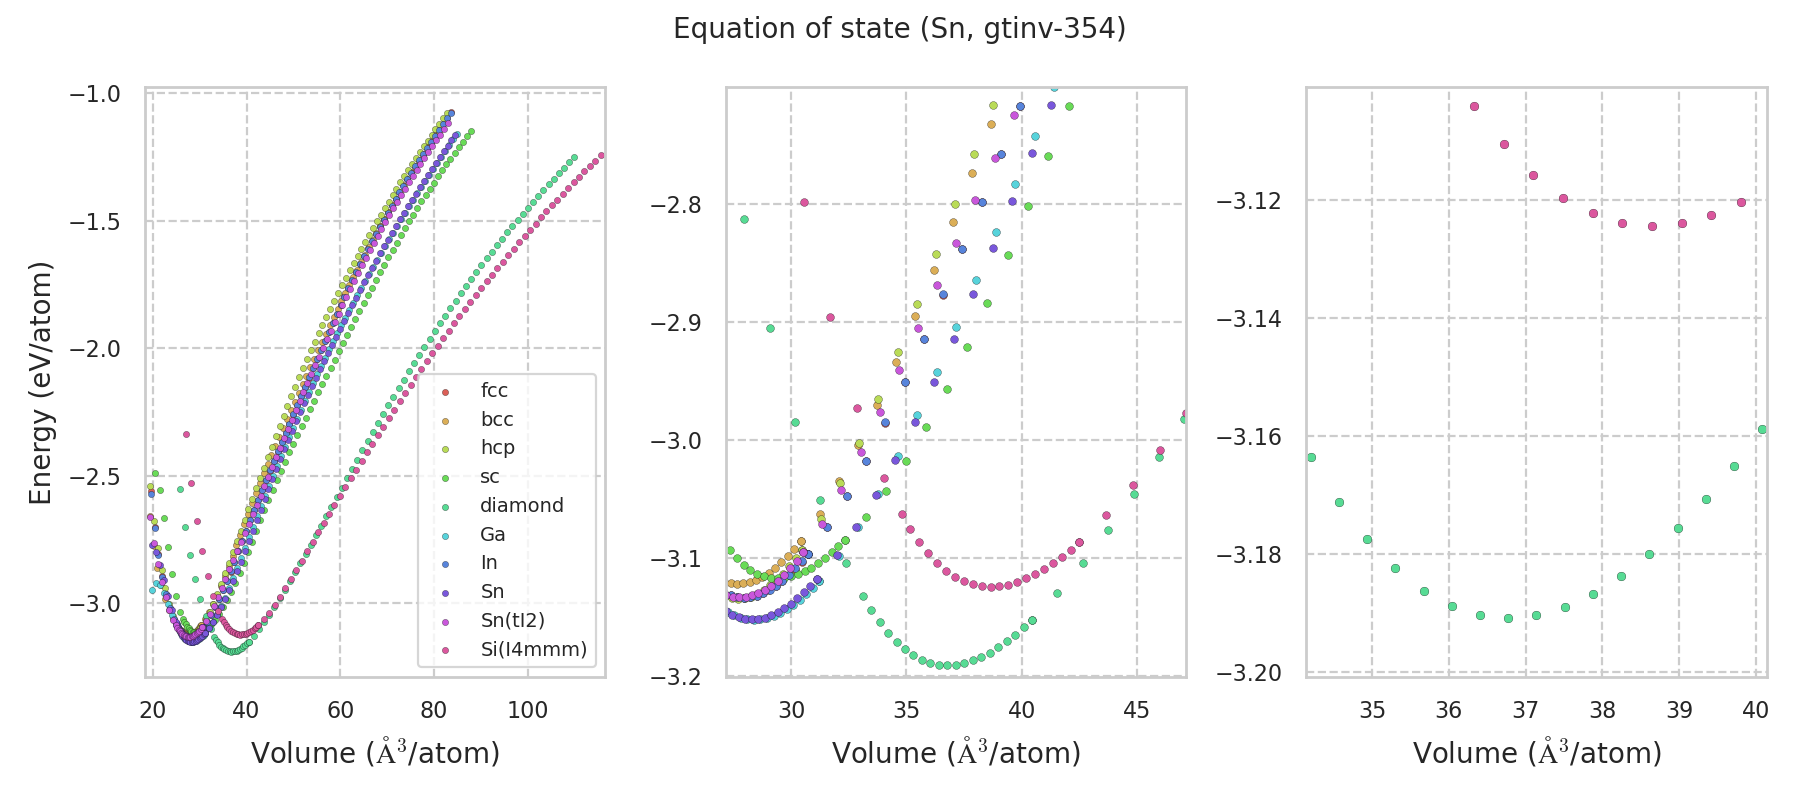 Equation of state (Sn, gtinv-354)
Energy (eV/atom)
−1.0
−1.5
−2.0
−2.5
−3.0
20 40 60 80 100
Volume (Å³/atom)
fcc
bcc
hcp
sc
diamond
Ga
In
Sn
Sn(tI2)
Si(I4mmm)
−2.8
−2.9
−3.0
−3.1
−3.2
30 35 40 45
Volume (Å³/atom)
−3.12
−3.14
−3.16
−3.18
−3.20
35 36 37 38 39 40
Volume (Å³/atom)